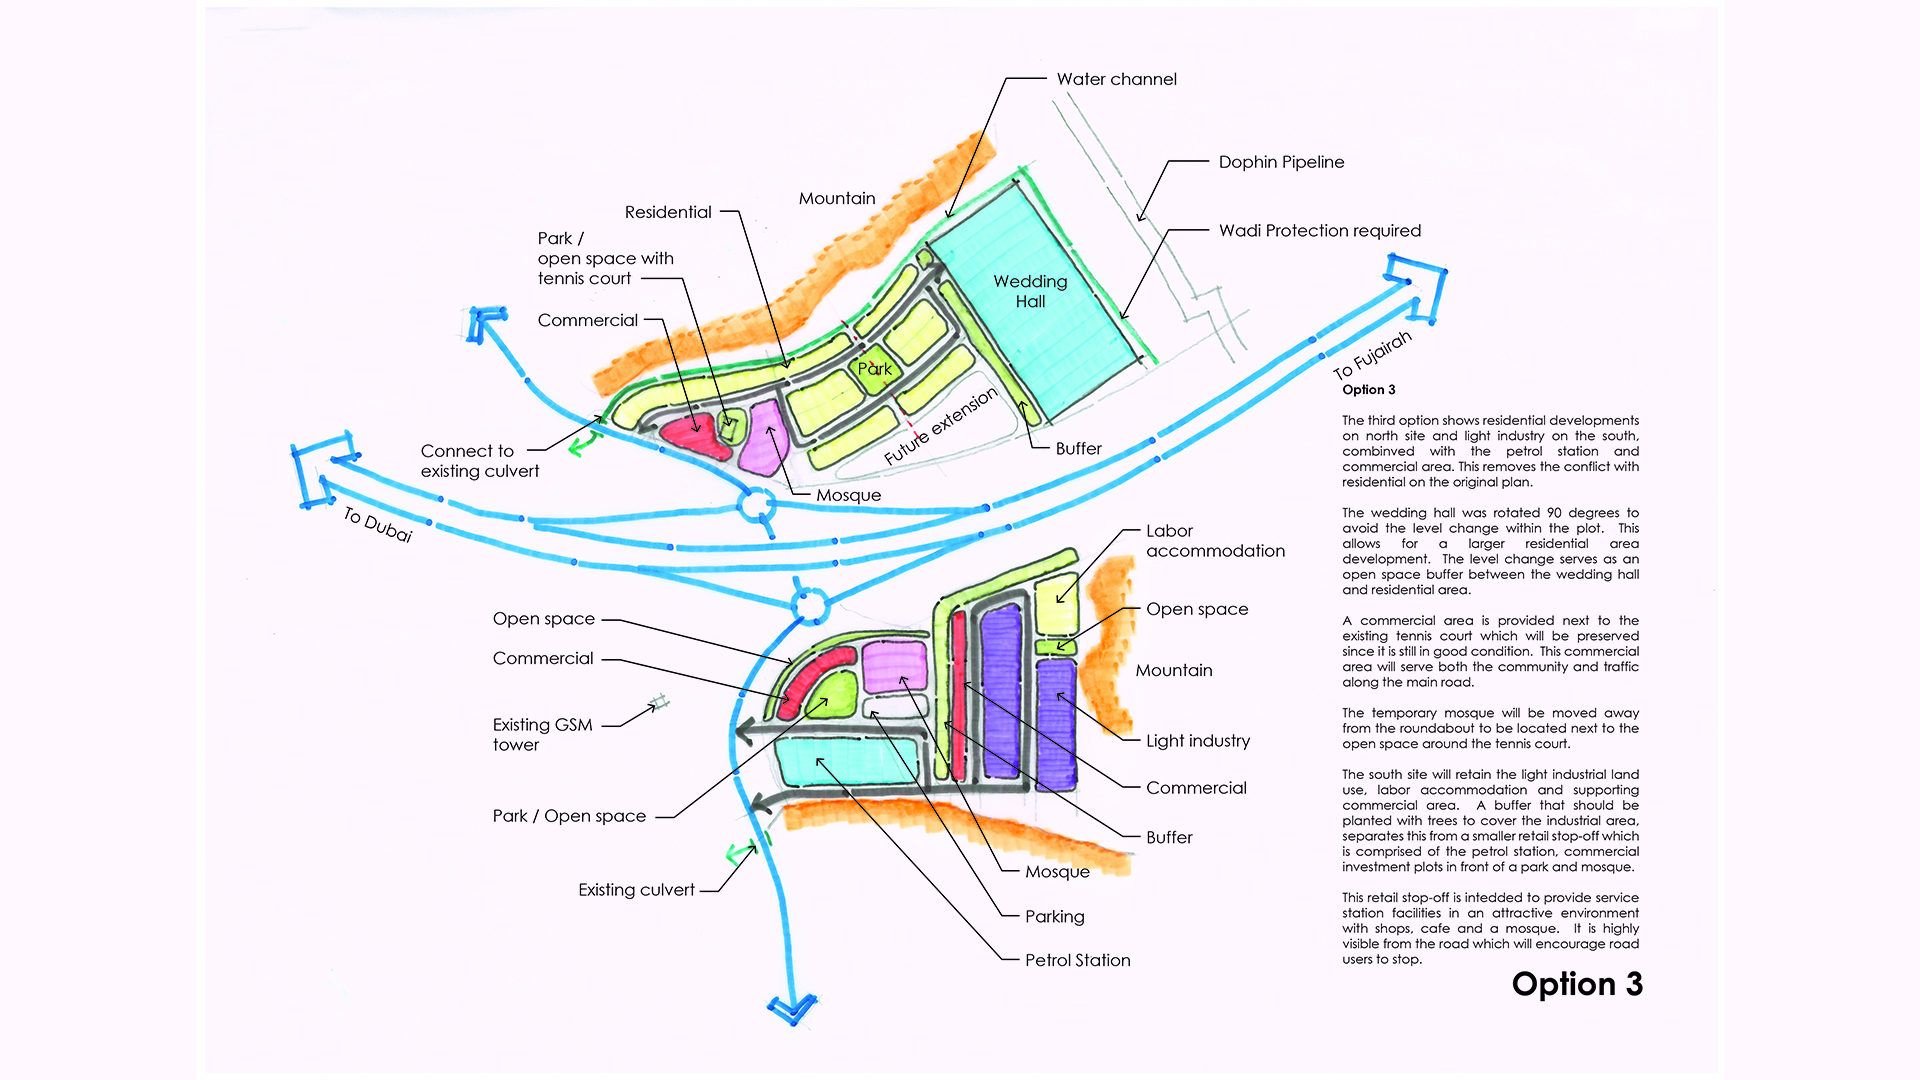 Water channel
Dophin Pipeline
Mountain
Residential
Wadi Protection required
Park /
open space with
tennis court
Wedding
Hall
Commercial
To Fujairah
Park
Future extension
Connect to
existing culvert
Buffer
Mosque
To Dubai
Labor
accommodation
Open space
Open space
Commercial
Mountain
Existing GSM
tower
Light industry
Commercial
Park / Open space
Buffer
Mosque
Existing culvert
Parking
Petrol Station
Option 3
The third option shows residential developments
on north site and light industry on the south,
combinved with the petrol station and
commercial area. This removes the conflict with
residential on the original plan.
The wedding hall was rotated 90 degrees to
avoid the level change within the plot. This
allows for a larger residential area
development. The level change serves as an
open space buffer between the wedding hall
and residential area.
A commercial area is provided next to the
existing tennis court which will be preserved
since it is still in good condition. This commercial
area will serve both the community and traffic
along the main road.
The temporary mosque will be moved away
from the roundabout to be located next to the
open space around the tennis court.
The south site will retain the light industrial land
use, labor accommodation and supporting
commercial area. A buffer that should be
planted with trees to cover the industrial area,
separates this from a smaller retail stop-off which
is comprised of the petrol station, commercial
investment plots in front of a park and mosque.
This retail stop-off is intedded to provide service
station facilities in an attractive environment
with shops, cafe and a mosque. It is highly
visible from the road which will encourage road
users to stop.
Option 3